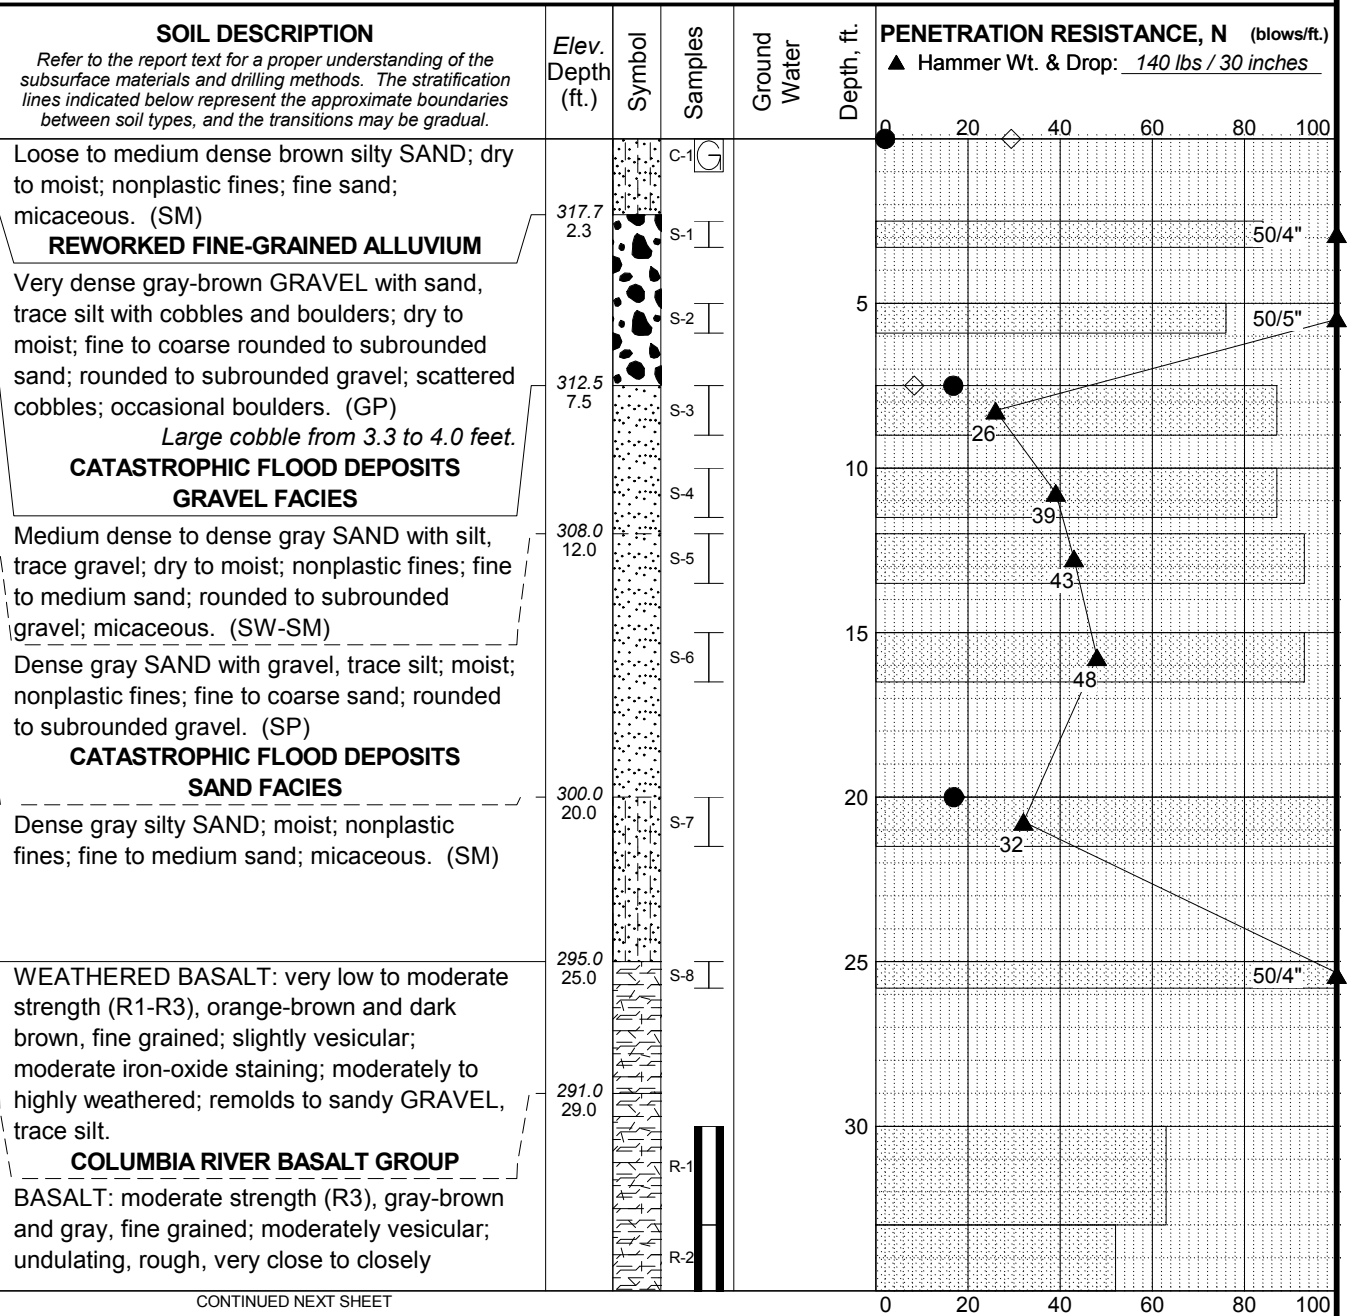 SOIL DESCRIPTION
Refer to the report text for a proper understanding of the
subsurface materials and drilling methods. The stratification
lines indicated below represent the approximate boundaries
between soil types, and the transitions may be gradual.
Elev.
Depth
(ft.)
Symbol
Samples
Ground
Water
Depth, ft.
PENETRATION RESISTANCE, N (blows/ft.)
▲ Hammer Wt. & Drop: 140 lbs / 30 inches
0 20 40 60 80 100
Loose to medium dense brown silty SAND; dry
to moist; nonplastic fines; fine sand;
micaceous. (SM)
REWORKED FINE-GRAINED ALLUVIUM
Very dense gray-brown GRAVEL with sand,
trace silt with cobbles and boulders; dry to
moist; fine to coarse rounded to subrounded
sand; rounded to subrounded gravel; scattered
cobbles; occasional boulders. (GP)
Large cobble from 3.3 to 4.0 feet.
CATASTROPHIC FLOOD DEPOSITS
GRAVEL FACIES
Medium dense to dense gray SAND with silt,
trace gravel; dry to moist; nonplastic fines; fine
to medium sand; rounded to subrounded
gravel; micaceous. (SW-SM)
Dense gray SAND with gravel, trace silt; moist;
nonplastic fines; fine to coarse sand; rounded
to subrounded gravel. (SP)
CATASTROPHIC FLOOD DEPOSITS
SAND FACIES
Dense gray silty SAND; moist; nonplastic
fines; fine to medium sand; micaceous. (SM)
WEATHERED BASALT: very low to moderate
strength (R1-R3), orange-brown and dark
brown, fine grained; slightly vesicular;
moderate iron-oxide staining; moderately to
highly weathered; remolds to sandy GRAVEL,
trace silt.
COLUMBIA RIVER BASALT GROUP
BASALT: moderate strength (R3), gray-brown
and gray, fine grained; moderately vesicular;
undulating, rough, very close to closely
CONTINUED NEXT SHEET
317.7
2.3
312.5
7.5
308.0
12.0
300.0
20.0
295.0
25.0
291.0
29.0
C-1 G
S-1
S-2
S-3
S-4
S-5
S-6
S-7
S-8
R-1
R-2
5
10
15
20
25
30
50/4"
50/5"
26
39
43
48
32
50/4"
0 20 40 60 80 100